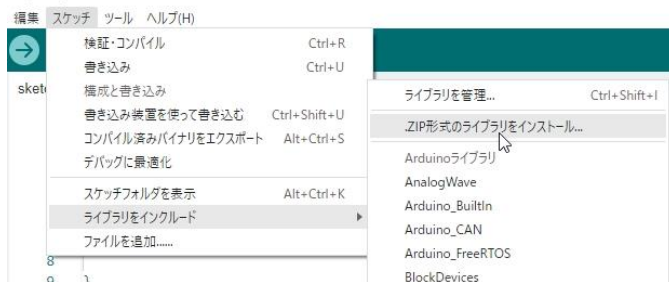 編集 スケッチ ツール ヘルプ(H)
検証・コンパイル Ctrl+R
書き込み Ctrl+U
構成と書き込み
書き込み装置を使って書き込む Ctrl+Shift+U
コンパイル済みバイナリをエクスポート Alt+Ctrl+S
デバッグに最適化
スケッチフォルダを表示 Alt+Ctrl+K
ライブラリをインクルード
ファイルを追加......
sket
8
9 }
ライブラリを管理... Ctrl+Shift+I
.ZIP形式のライブラリをインストール...
Arduinoライブラリ
AnalogWave
Arduino_BuiltIn
Arduino_CAN
Arduino_FreeRTOS
BlockDevices